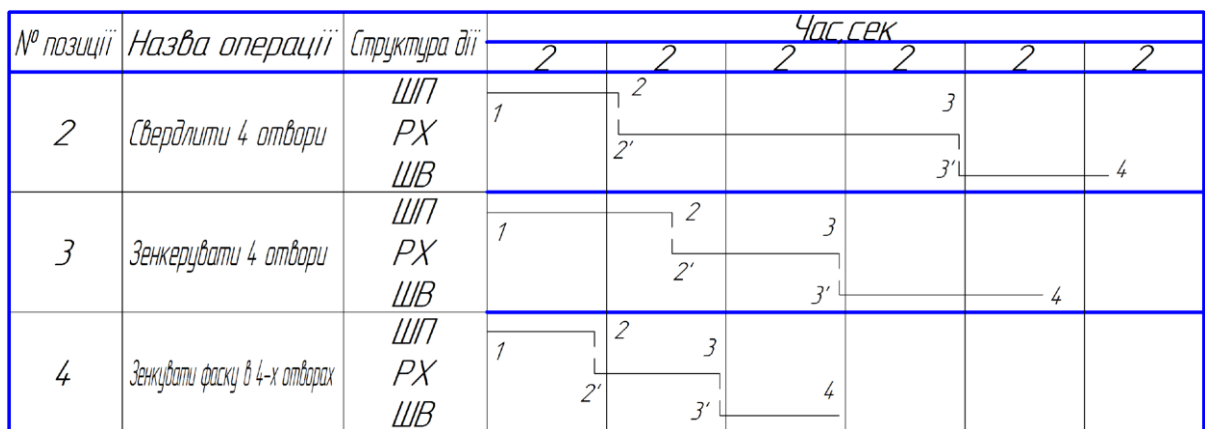 № позиції Назва операції Структура дії Час,сек
2 2 2 2 2 2
ШП 2 3
1
2 Свердлити 4 отвори РХ
2' 3' 4
ШВ
ШП 2 3
1
3 Зенкерувати 4 отвори РХ
2' 3' 4
ШВ
ШП 2 3
1
4 Зенкувати фаску в 4-х отворах РХ
2' 4
ШВ 3'